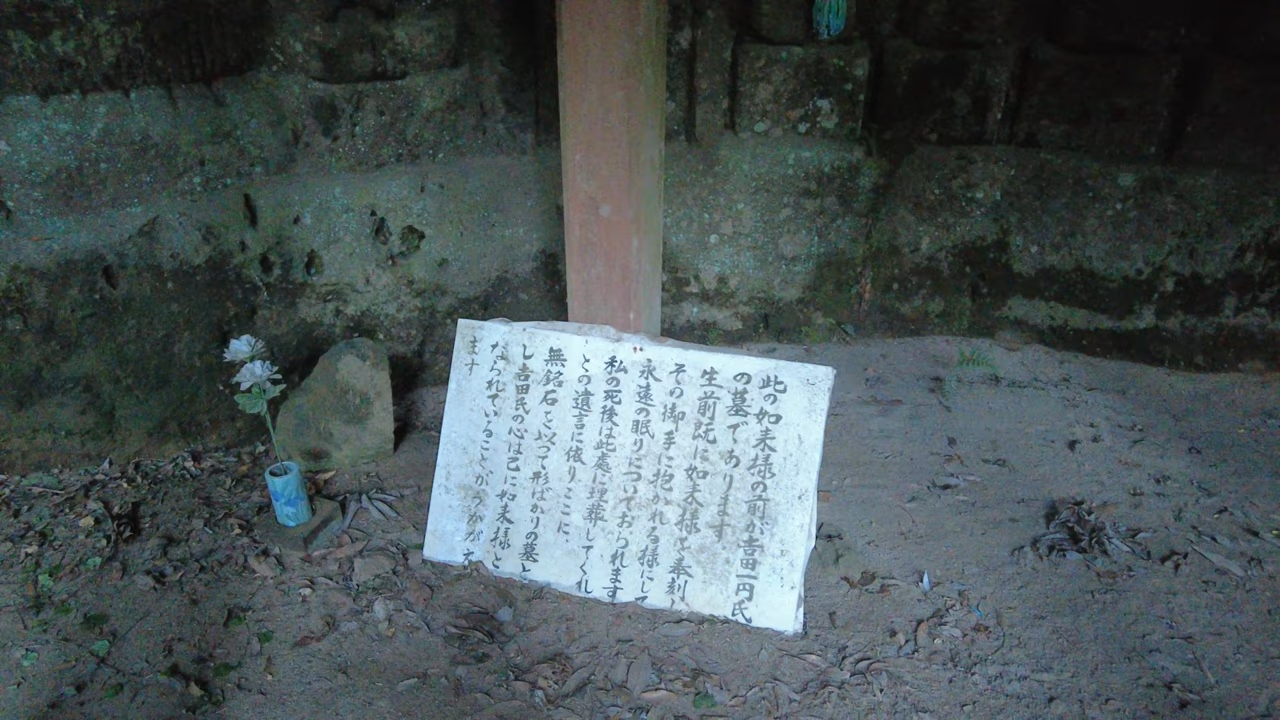 此の如来様の前が吉田一円氏
の墓であります
生前既に如来様を奉刻し
その御手に抱かれる様にして
永遠の眠りについておられます
私の死後は此處に埋葬してくれ
との遺言に依り、ここに、
無銘石を以って形ばかりの墓と
し吉田氏の心は已に如来様と
なられていることがうかがえ
ます